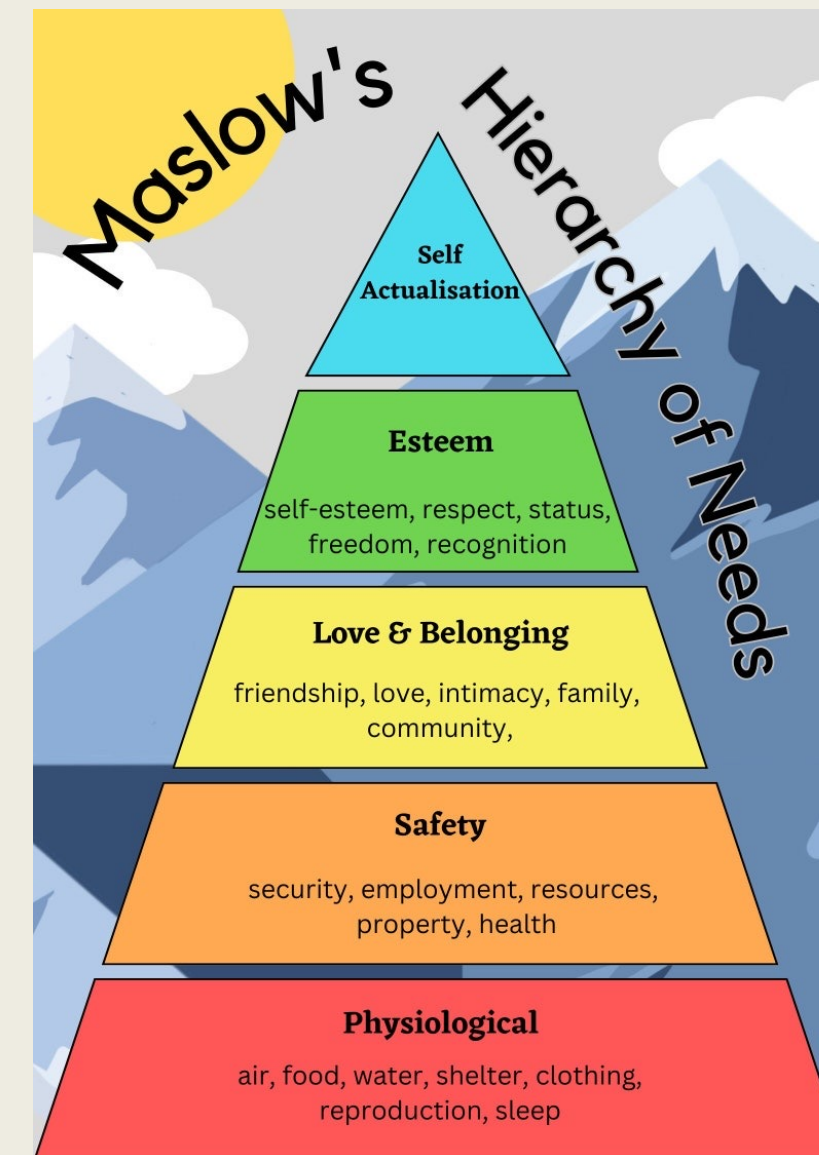 Maslow's Hierarchy of Needs
Self
Actualisation
Esteem
self-esteem, respect, status,
freedom, recognition
Love & Belonging
friendship, love, intimacy, family,
community,
Safety
security, employment, resources,
property, health
Physiological
air, food, water, shelter, clothing,
reproduction, sleep